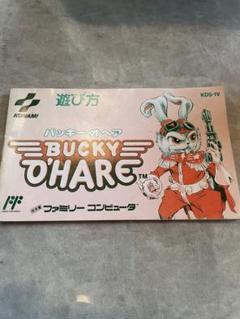 KONAMI
遊び方
KDS-1V
バッキー オヘア
BUCKY
O'HARE
TM
ファミリー コンピュータ